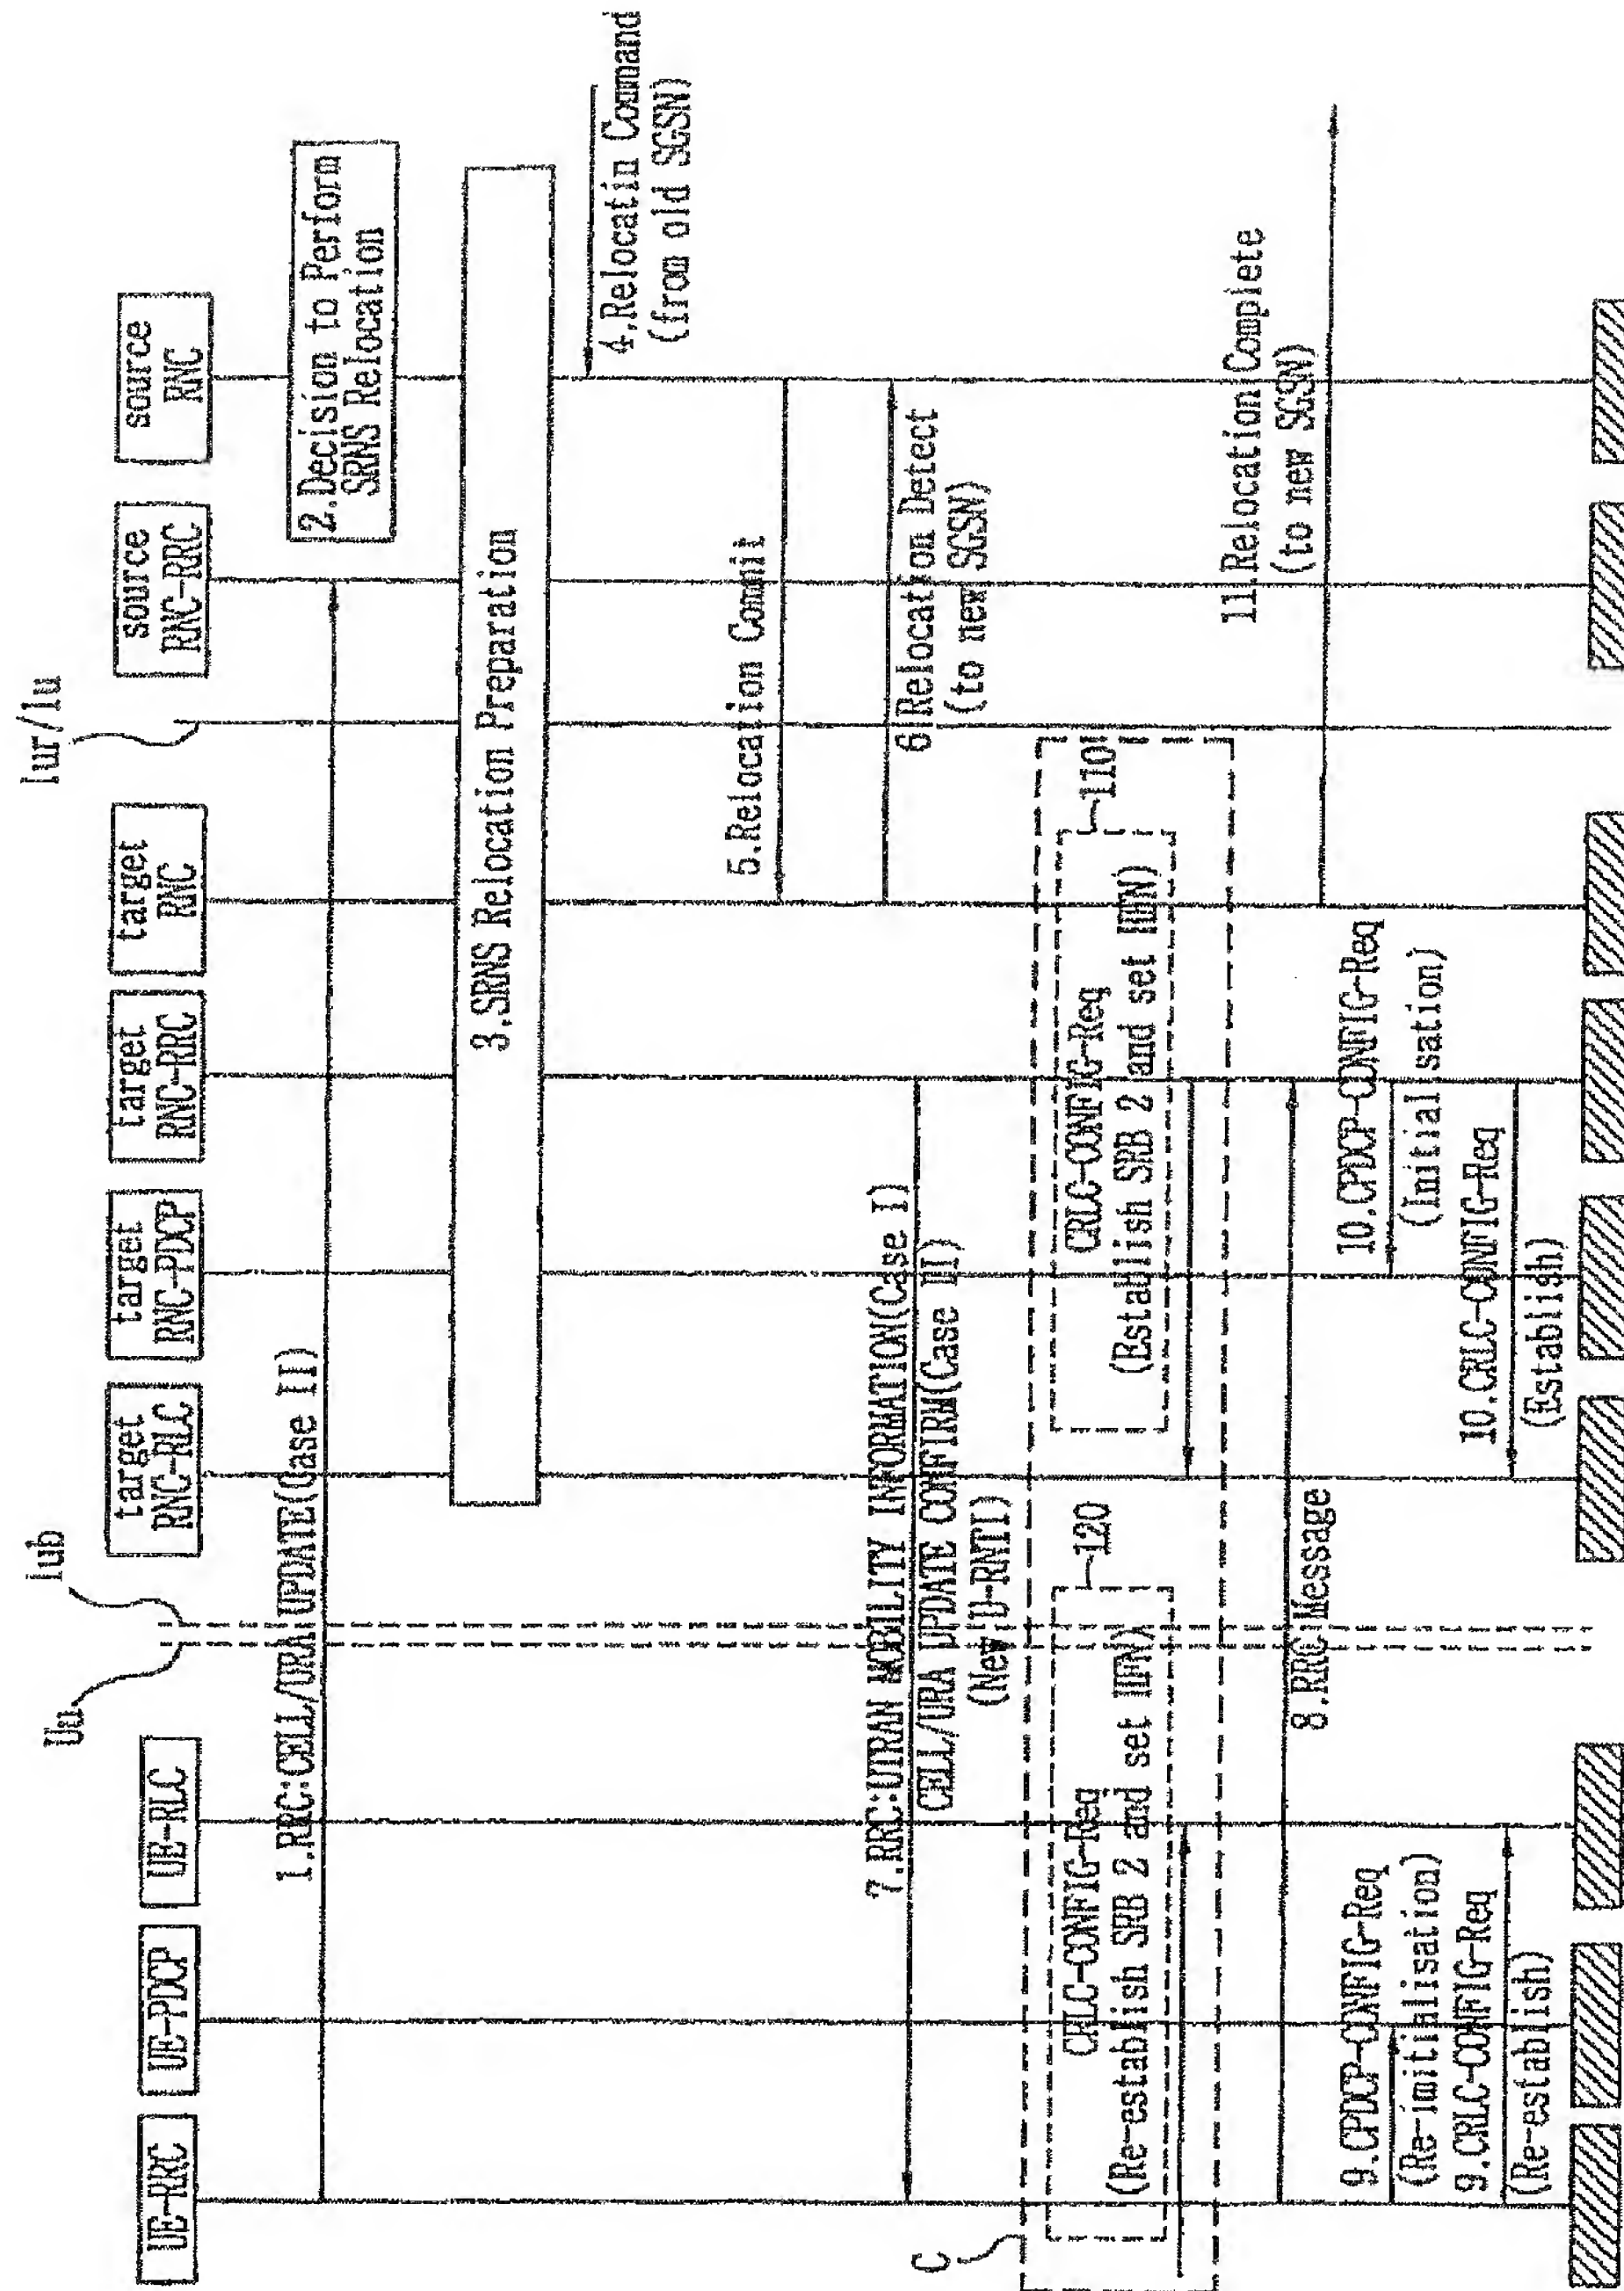 Uu
Iub
Iur/Iu
UE-RRC
UE-PDCP
UE-RLC
target
RNC-RLC
target
RNC-PDCP
target
RNC-RRC
target
RNC
source
RNC-RRC
source
RNC
1.RRC:CELL/URA UPDATE(Case II)
2.Decision to Perform
SRNS Relocation
3.SRNS Relocation Preparation
4.Relocatin Command
(from old SGSN)
5.Relocation Commit
6.Relocation Detect
(to new SGSN)
7.RRC:UTRAN MOBILITY INFORMATION(Case I)
CELL/URA UPDATE CONFIRM(Case II)
(New U-RNTI)
C
120
110
CRLC-CONFIG-Req
(Re-establish SRB 2 and set HFN)
CRLC-CONFIG-Req
(Establish SRB 2 and set HFN)
8.RRC Message
11.Relocation Complete
(to new SGSN)
9.CPDCP-CONFIG-Req
(Re-initialisation)
9.CRLC-CONFIG-Req
(Re-establish)
10.CPDCP-CONFIG-Req
(Initialisation)
10.CRLC-CONFIG-Req
(Establish)